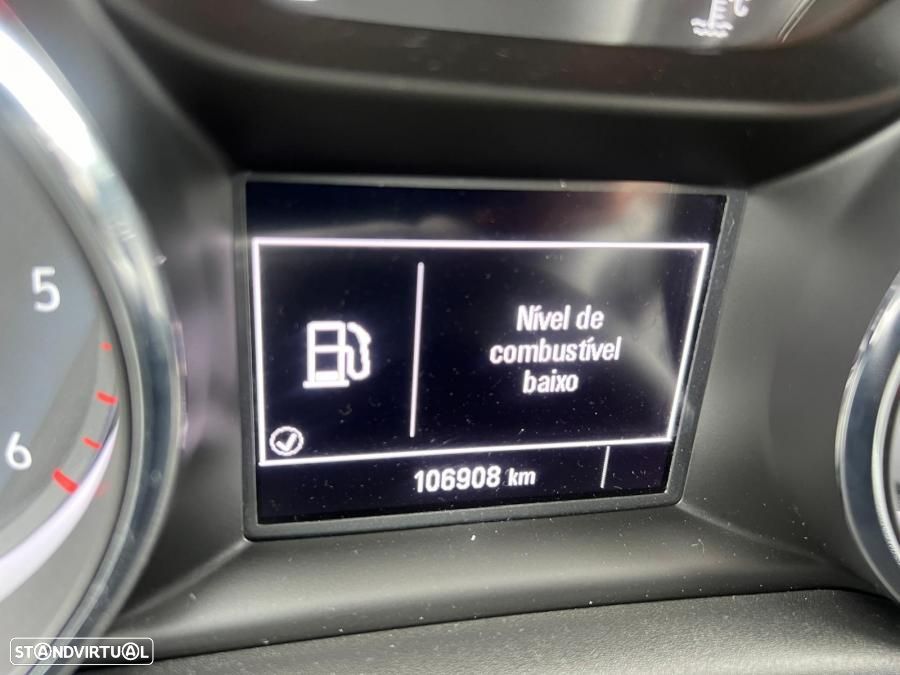 °C
5
6
Nível de
combustível
baixo
106908 km
STANDVIRTUAL